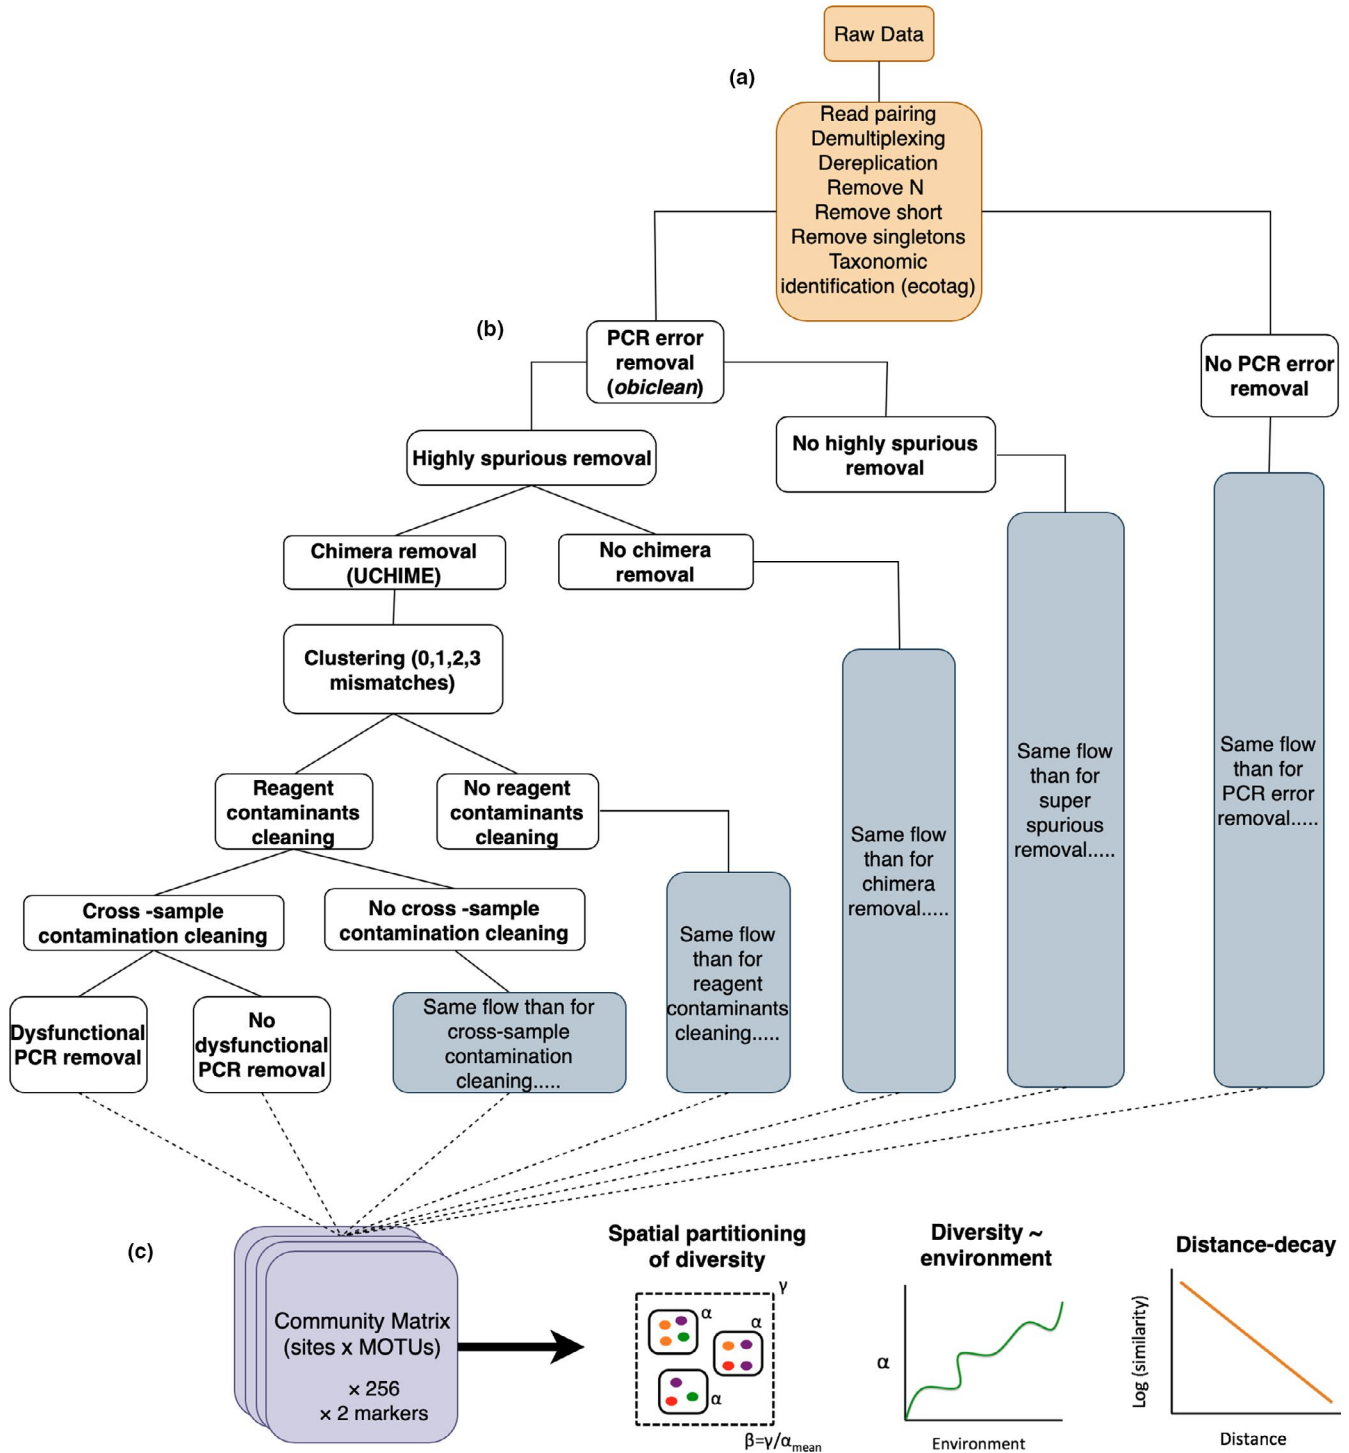 Raw Data
(a)
Read pairing
Demultiplexing
Dereplication
Remove N
Remove short
Remove singletons
Taxonomic
identification (ecotag)
(b)
PCR error
removal
(obiclean)
No PCR error
removal
Highly spurious removal
No highly spurious
removal
Chimera removal
(UCHIME)
No chimera
removal
Clustering (0,1,2,3
mismatches)
Reagent
contaminants
cleaning
No reagent
contaminants
cleaning
Cross -sample
contamination cleaning
No cross -sample
contamination cleaning
Dysfunctional
PCR removal
No
dysfunctional
PCR removal
Same flow than for
cross-sample
contamination
cleaning.....
Same flow
than for
reagent
contaminants
cleaning.....
Same flow
than for
chimera
removal.....
Same flow
than for
super
spurious
removal.....
Same flow
than for
PCR error
removal.....
(c)
Community Matrix
(sites x MOTUs)
× 256
× 2 markers
Spatial partitioning
of diversity
γ
α
α
α
β=γ/αmean
Diversity ~
environment
α
Environment
Distance-decay
Log (similarity)
Distance